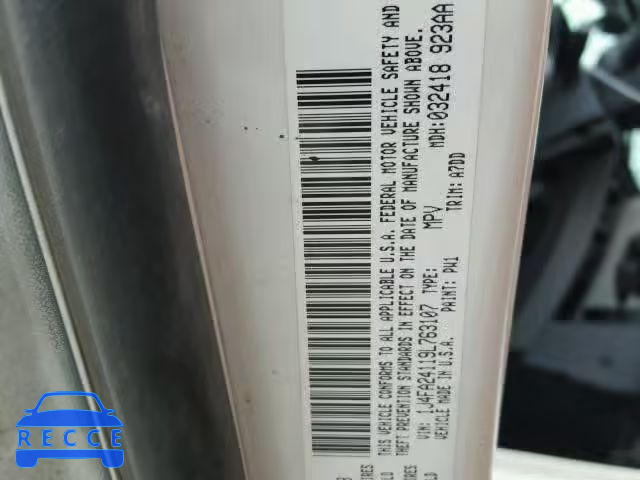 THIS VEHICLE CONFORMS TO ALL APPLICABLE U.S.A. FEDERAL MOTOR VEHICLE SAFETY AND
THEFT PREVENTION STANDARDS IN EFFECT ON THE DATE OF MANUFACTURE SHOWN ABOVE.
VIN: 1J4FA24119L763107 TYPE: MPV MDH:032418 923AA
VEHICLE MADE IN U.S.A. PAINT: PW1 TRIM: A7DD
RECCE